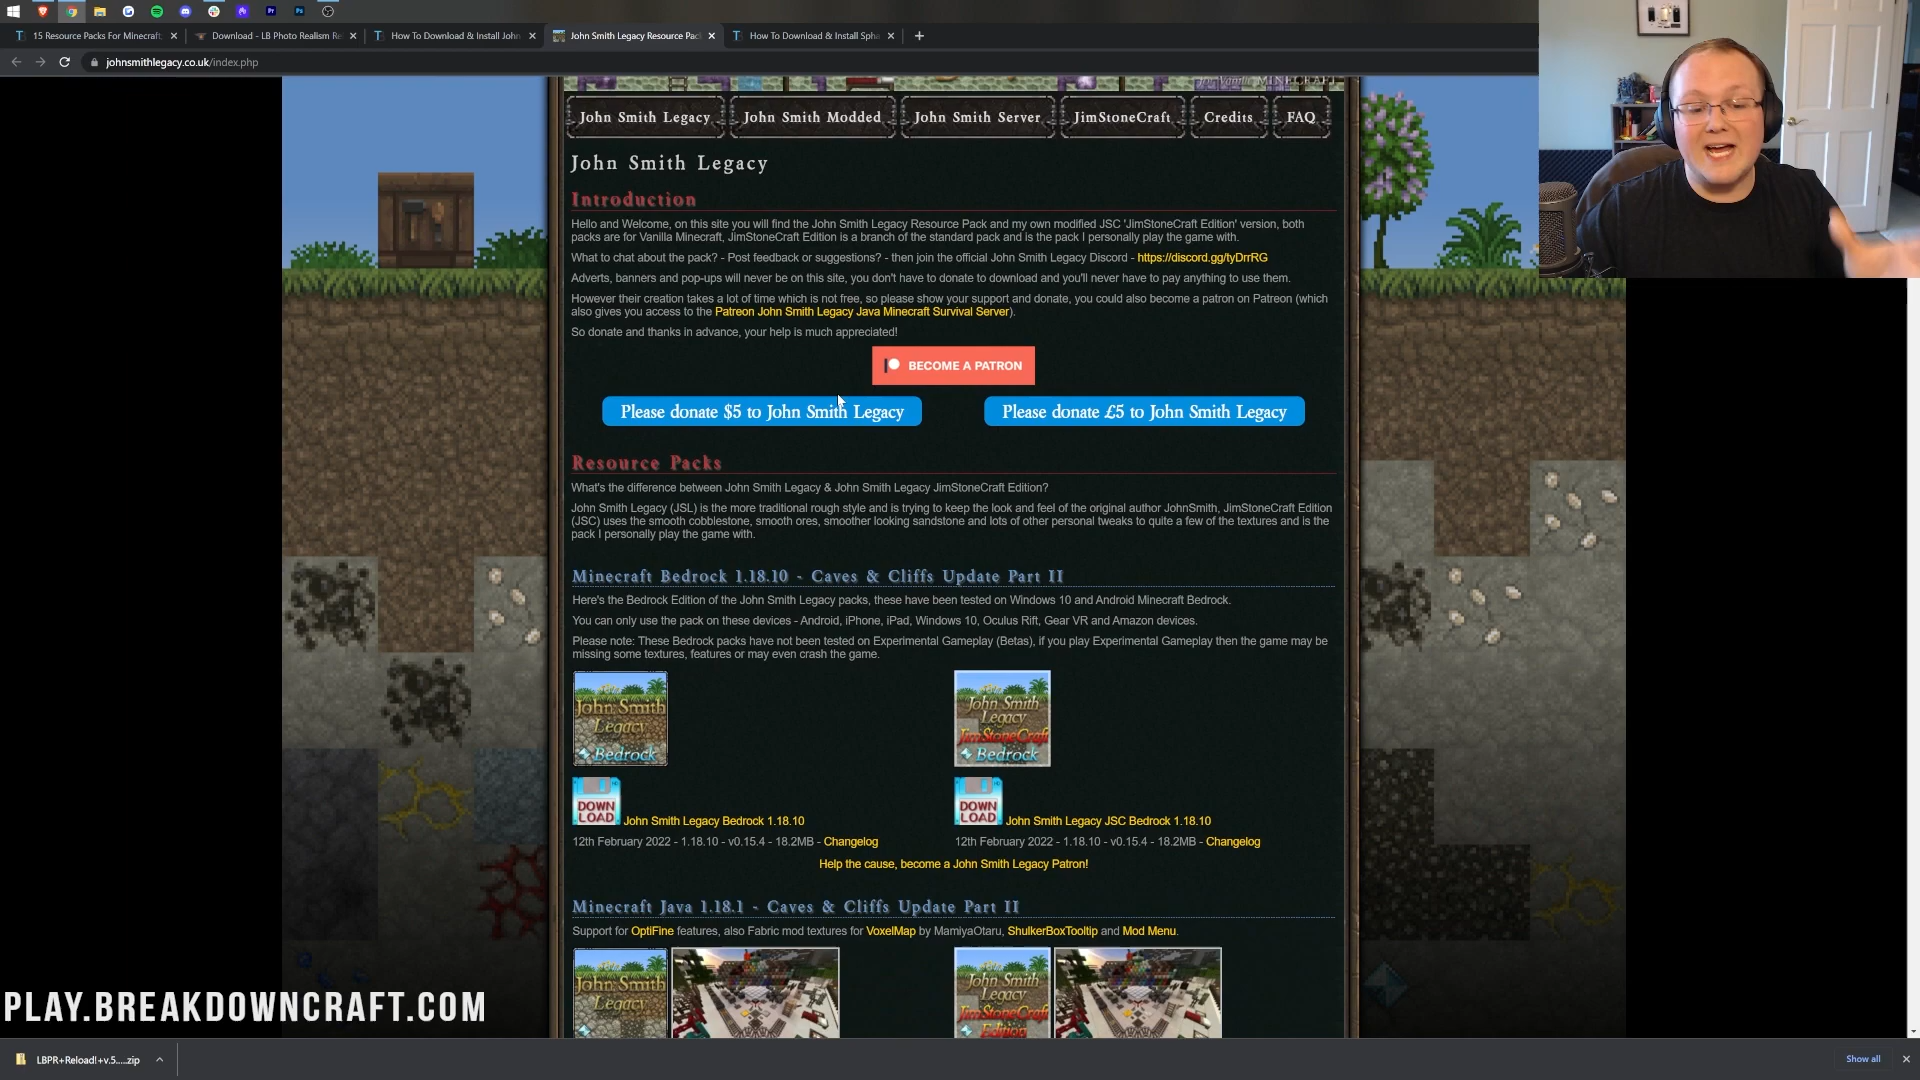 15 Resource Packs For Minecraft
Download - LB Photo Realism Re
How To Download & Install John
John Smith Legacy Resource Pac
How To Download & Install Spha
johnsmithlegacy.co.uk/index.php
John Smith Legacy
John Smith Modded
John Smith Server
JimStoneCraft
Credits
FAQ
John Smith Legacy
Introduction
Hello and Welcome, on this site you will find the John Smith Legacy Resource Pack and my own modified JSC 'JimStoneCraft Edition' version, both
packs are for Vanilla Minecraft, JimStoneCraft Edition is a branch of the standard pack and is the pack I personally play the game with.
What to chat about the pack? - Post feedback or suggestions? - then join the official John Smith Legacy Discord - https://discord.gg/tyDrrRG
Adverts, banners and pop-ups will never be on this site, you don't have to donate to download and you'll never have to pay anything to use them.
However their creation takes a lot of time which is not free, so please show your support and donate, you could also become a patron on Patreon (which
also gives you access to the Patreon John Smith Legacy Java Minecraft Survival Server).
So donate and thanks in advance, your help is much appreciated!
BECOME A PATRON
Please donate $5 to John Smith Legacy
Please donate £5 to John Smith Legacy
Resource Packs
What's the difference between John Smith Legacy & John Smith Legacy JimStoneCraft Edition?
John Smith Legacy (JSL) is the more traditional rough style and is trying to keep the look and feel of the original author JohnSmith, JimStoneCraft Edition
(JSC) uses the smooth cobblestone, smooth ores, smoother looking sandstone and lots of other personal tweaks to quite a few of the textures and is the
pack I personally play the game with.
Minecraft Bedrock 1.18.10 - Caves & Cliffs Update Part II
Here's the Bedrock Edition of the John Smith Legacy packs, these have been tested on Windows 10 and Android Minecraft Bedrock.
You can only use the pack on these devices - Android, iPhone, iPad, Windows 10, Oculus Rift, Gear VR and Amazon devices.
Please note: These Bedrock packs have not been tested on Experimental Gameplay (Betas), if you play Experimental Gameplay then the game may be
missing some textures, features or may even crash the game.
John Smith
Legacy
Bedrock
John Smith
Legacy
JimStoneCraft
Bedrock
DOWN
LOAD
John Smith Legacy Bedrock 1.18.10
DOWN
LOAD
John Smith Legacy JSC Bedrock 1.18.10
12th February 2022 - 1.18.10 - v0.15.4 - 18.2MB - Changelog
12th February 2022 - 1.18.10 - v0.15.4 - 18.2MB - Changelog
Help the cause, become a John Smith Legacy Patron!
Minecraft Java 1.18.1 - Caves & Cliffs Update Part II
Support for OptiFine features, also Fabric mod textures for VoxelMap by MamiyaOtaru, ShulkerBoxTooltip and Mod Menu.
John Smith
Legacy
John Smith
Legacy
JimStoneCraft
Edition
PLAY.BREAKDOWNCRAFT.COM
LBPR+Reload!+v.5....zip
Show all